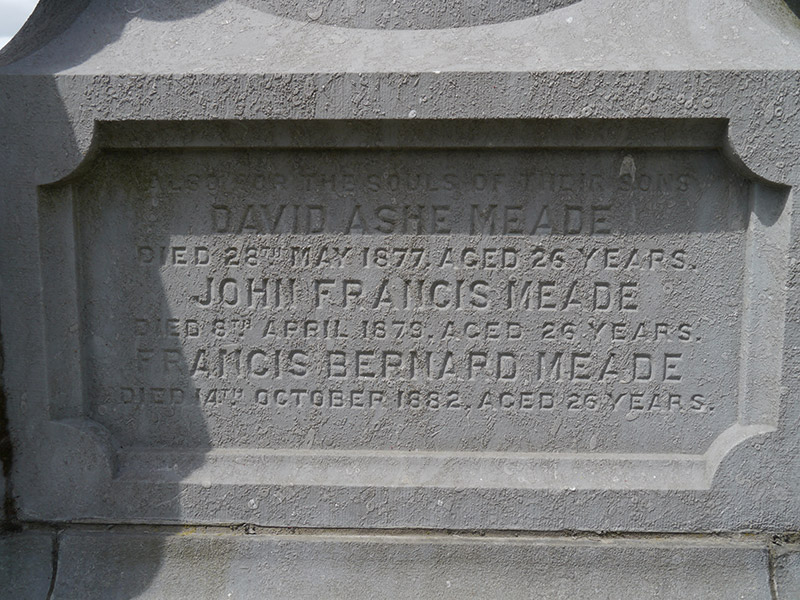 ALSO FOR THE SOULS OF THEIR SONS
DAVID ASHE MEADE
DIED 28TH MAY 1877, AGED 26 YEARS.
JOHN FRANCIS MEADE
DIED 8TH APRIL 1879, AGED 26 YEARS.
FRANCIS BERNARD MEADE
DIED 14TH OCTOBER 1882, AGED 26 YEARS.